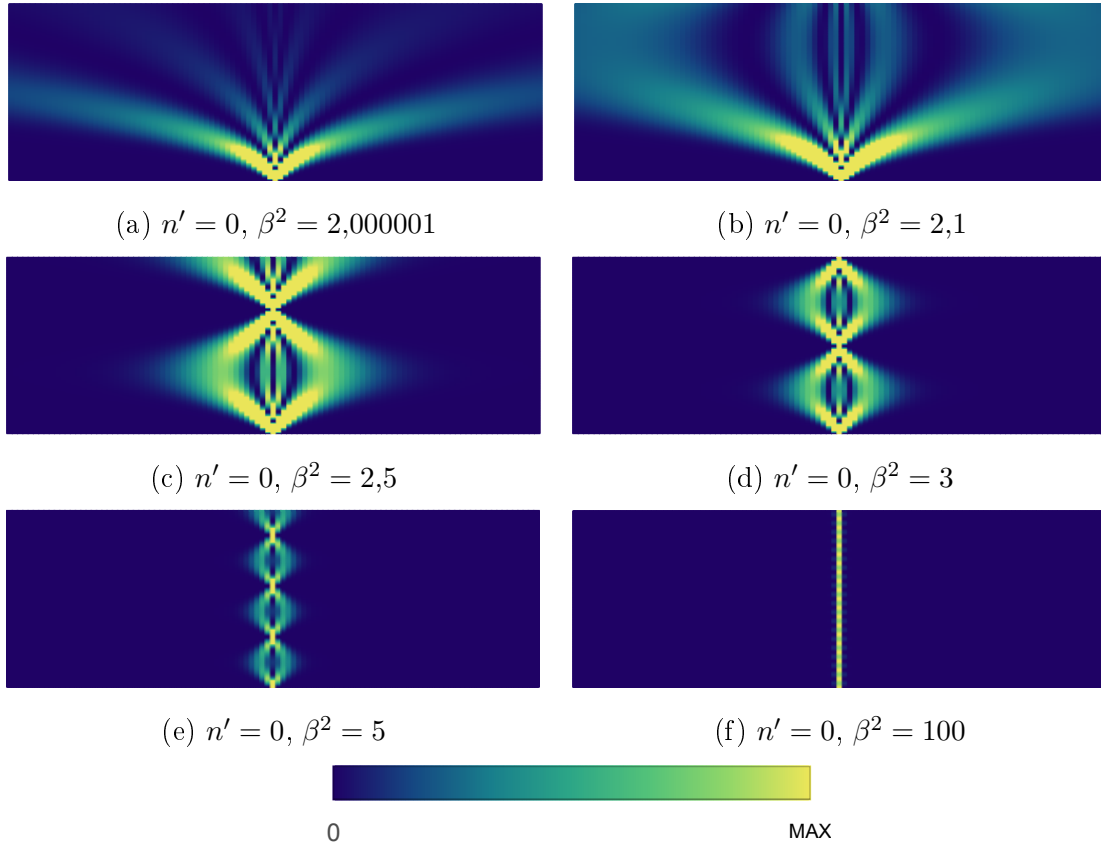 (a) n′ = 0, β² = 2,000001
(b) n′ = 0, β² = 2,1
(c) n′ = 0, β² = 2,5
(d) n′ = 0, β² = 3
(e) n′ = 0, β² = 5
(f) n′ = 0, β² = 100
0 MAX